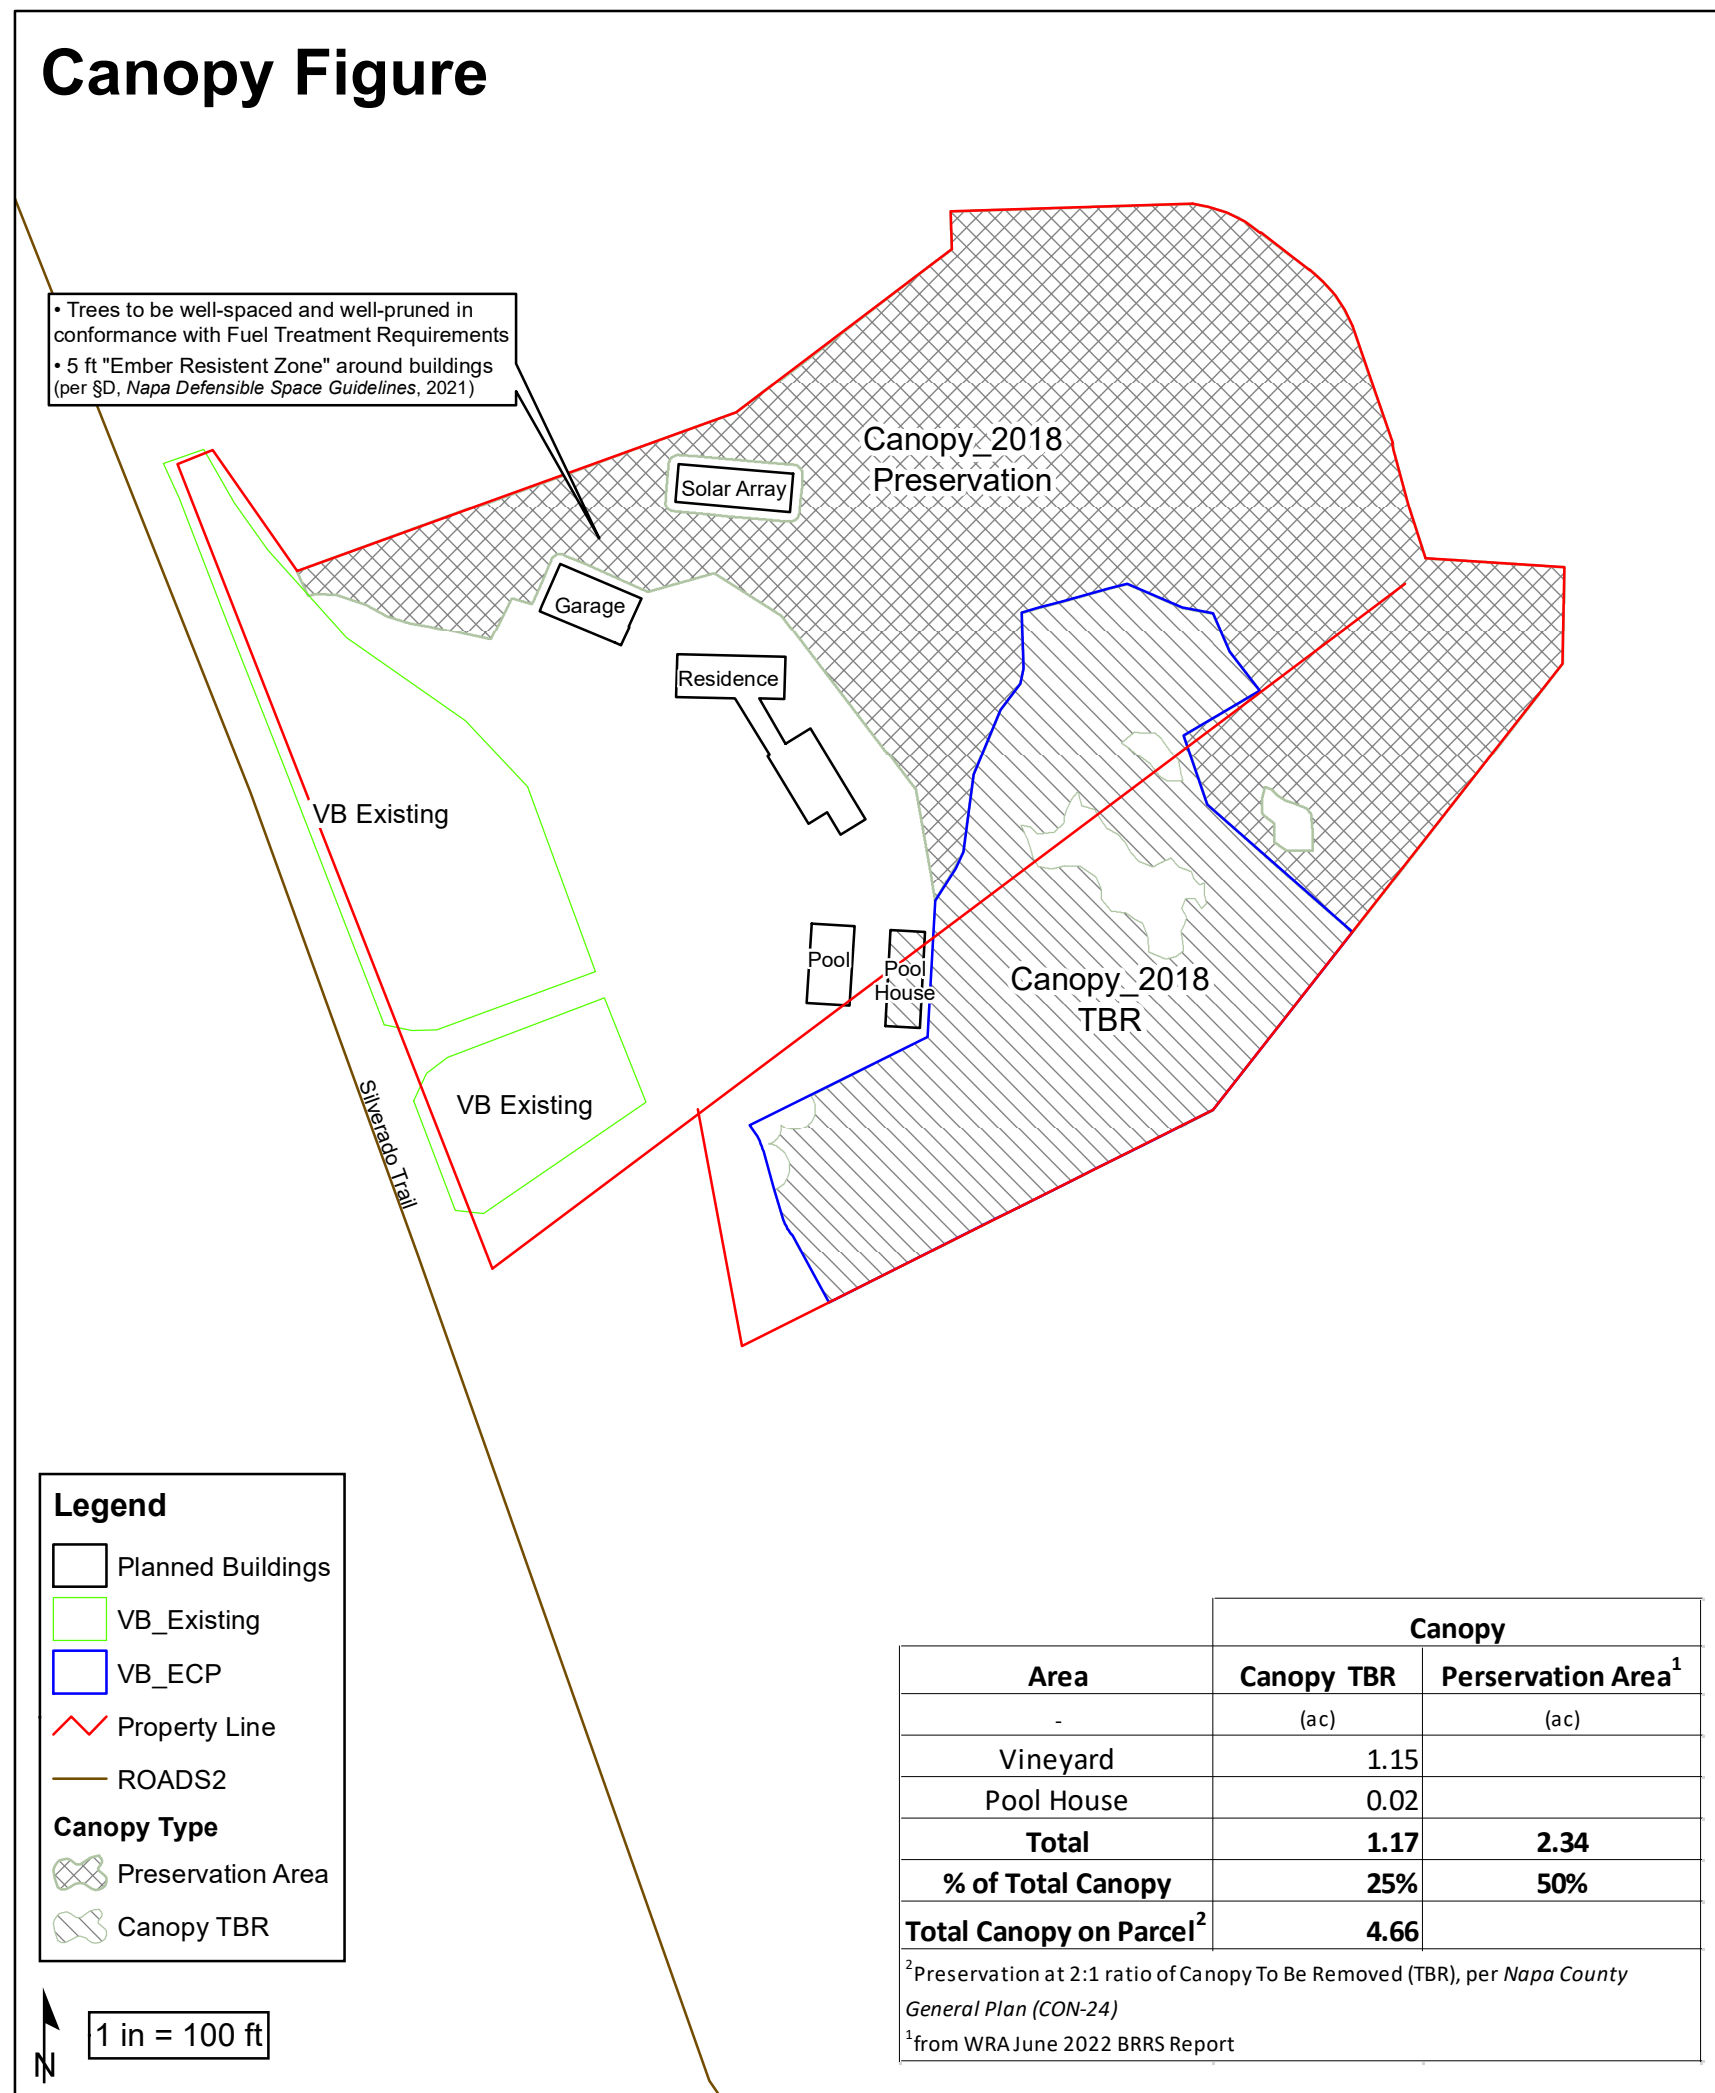 Canopy Figure
• Trees to be well-spaced and well-pruned in
conformance with Fuel Treatment Requirements
• 5 ft "Ember Resistent Zone" around buildings
(per §D, Napa Defensible Space Guidelines, 2021)
Canopy_2018
Preservation
Solar Array
Garage
Residence
VB Existing
Pool
Pool
House
Canopy_2018
TBR
VB Existing
Silverado Trail
Legend
Planned Buildings
VB_Existing
VB_ECP
Property Line
ROADS2
Canopy Type
Preservation Area
Canopy TBR
N
1 in = 100 ft
Canopy
Area Canopy TBR Perservation Area1
- (ac) (ac)
Vineyard 1.15
Pool House 0.02
Total 1.17 2.34
% of Total Canopy 25% 50%
Total Canopy on Parcel2 4.66
2Preservation at 2:1 ratio of Canopy To Be Removed (TBR), per Napa County
General Plan (CON-24)
1from WRA June 2022 BRRS Report